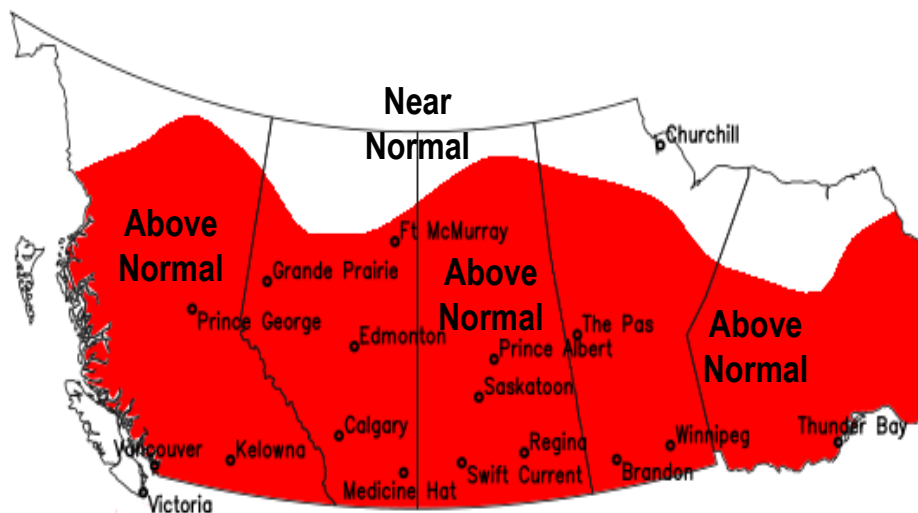 Near
Normal
Churchill
Above
Normal
Ft McMurray
Above
Normal
Grande Prairie
Prince George
The Pas
Above
Normal
Edmonton
Prince Albert
Saskatoon
Calgary
Thunder Bay
Winnipeg
Vancouver
Kelowna
Regina
Swift Current
Brandon
Medicine Hat
Victoria